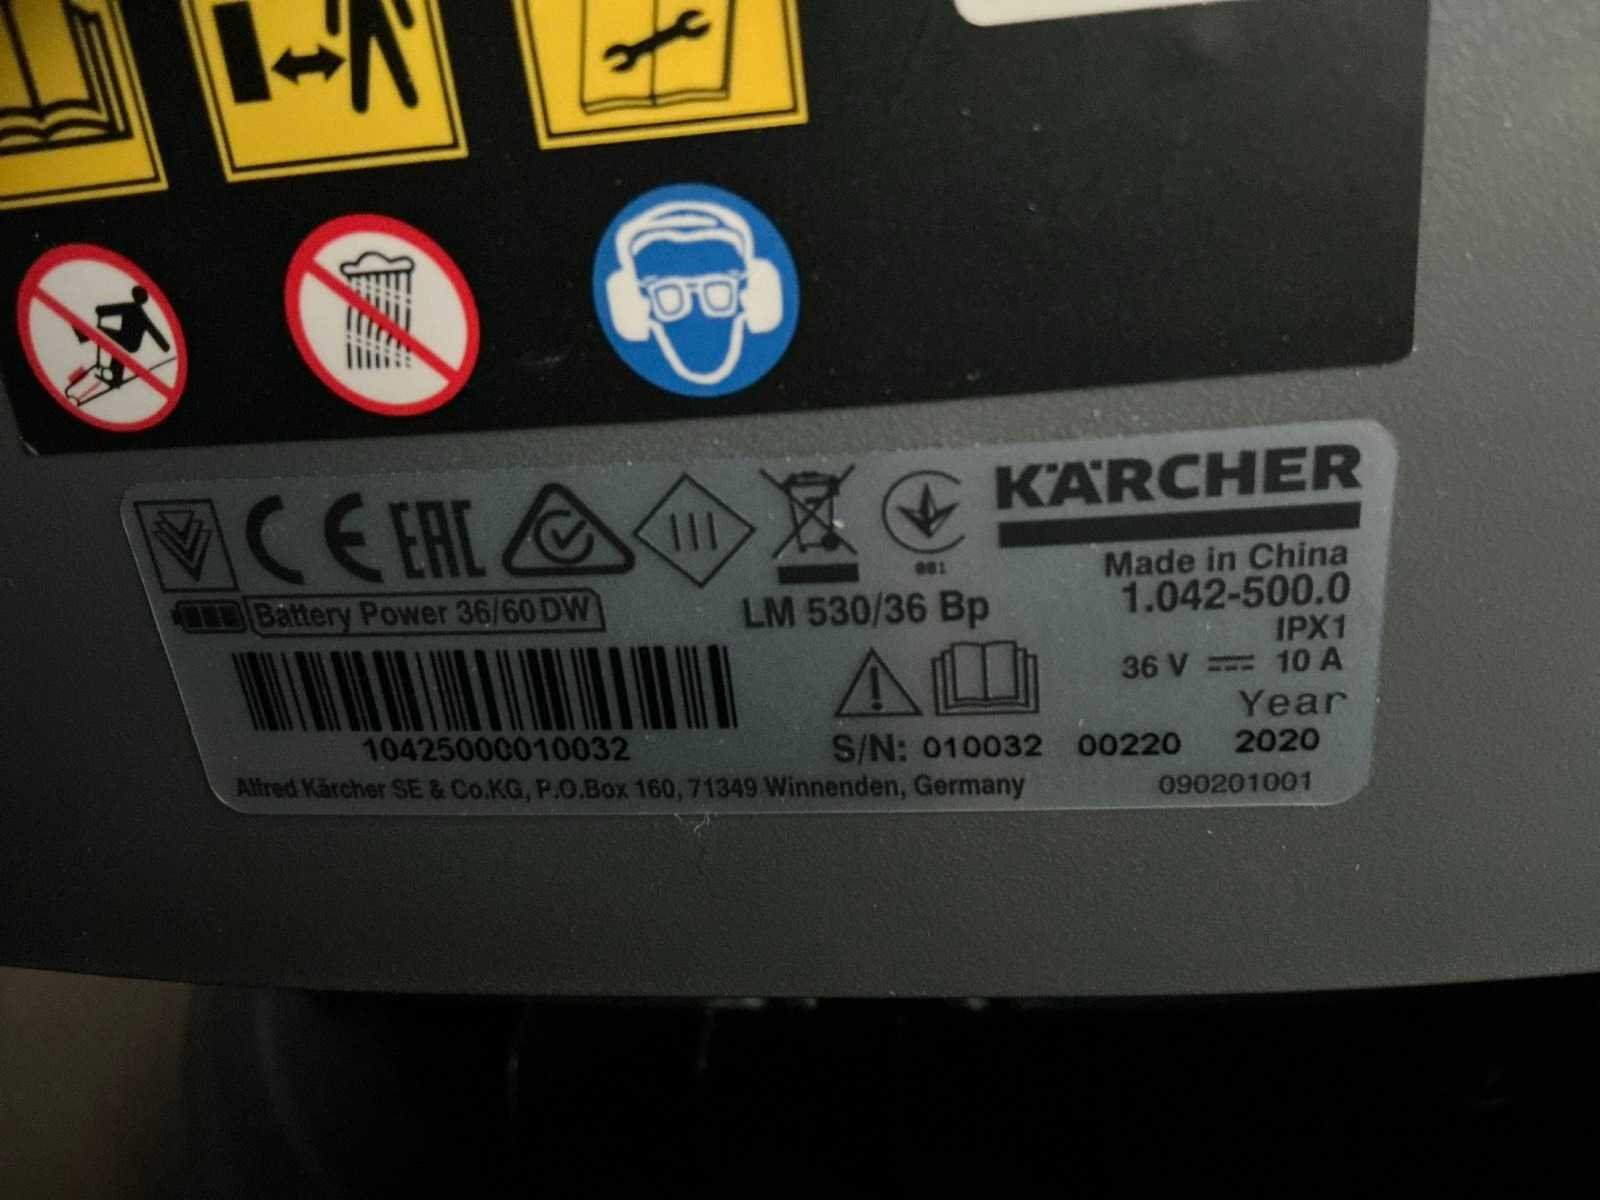 KÄRCHER
CE EAC
001
Made in China
1.042-500.0
Battery Power 36/60 DW
LM 530/36 Bp
IPX1
36 V 10 A
Year
10425000010032
S/N: 010032 00220 2020
Alfred Kärcher SE & Co.KG, P.O.Box 160, 71349 Winnenden, Germany
090201001